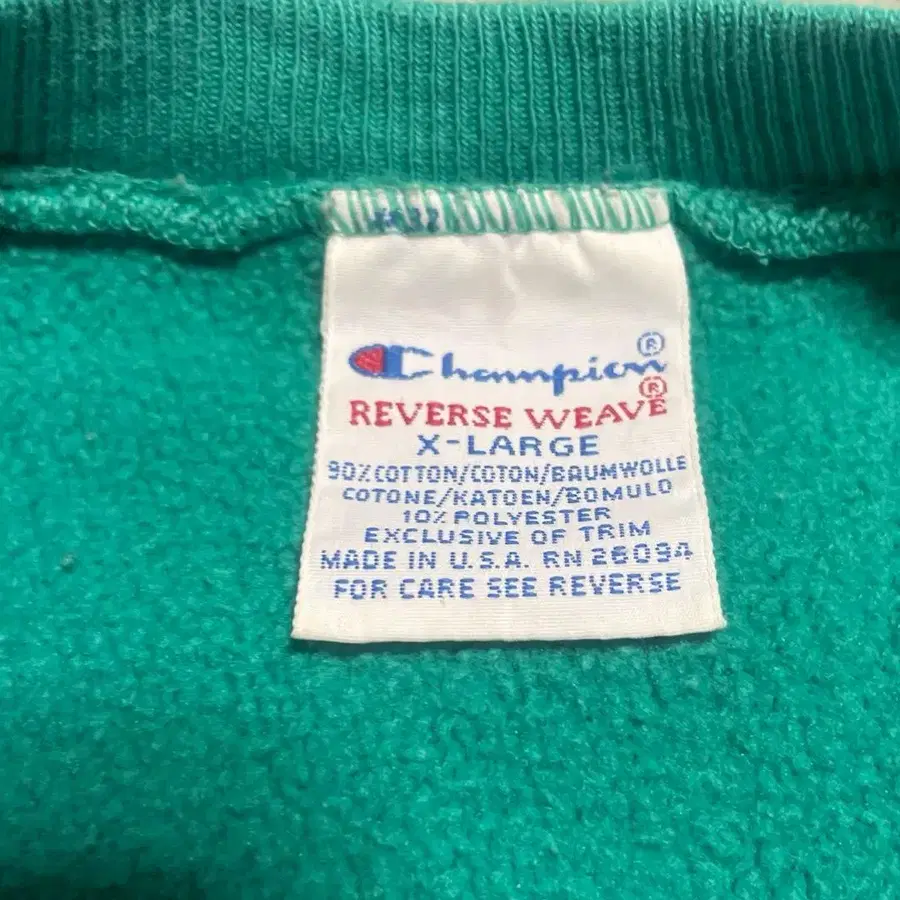 Champion®
REVERSE WEAVE®
X-LARGE
90% COTTON/COTON/BAUMWOLLE
COTONE/KATOEN/BOMULD
10% POLYESTER
EXCLUSIVE OF TRIM
MADE IN U.S.A. RN 26094
FOR CARE SEE REVERSE